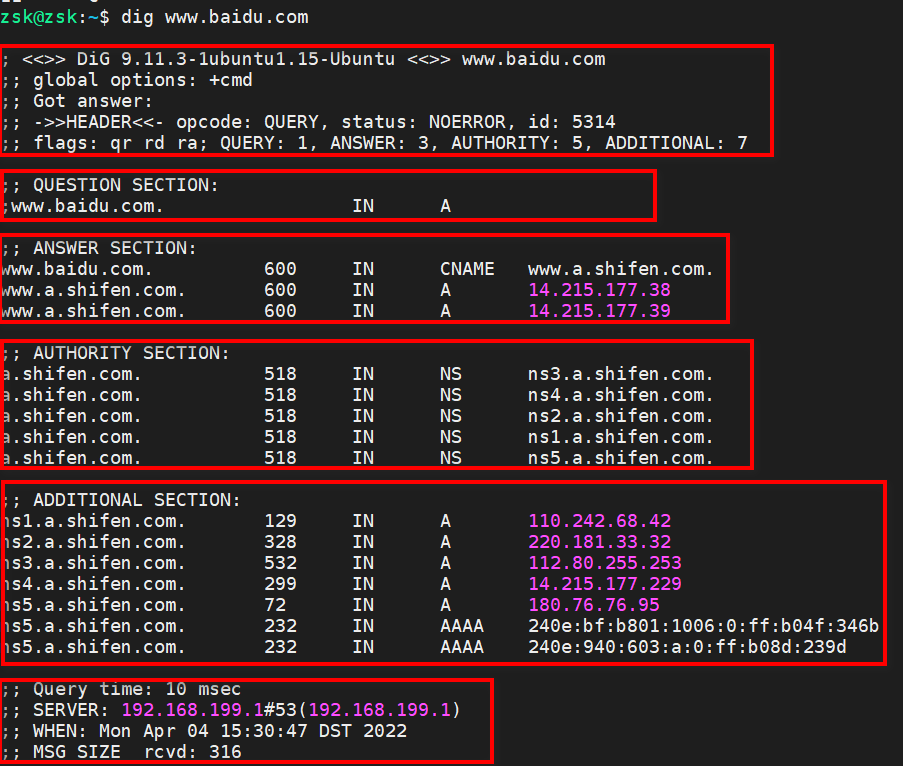 zsk@zsk:~$ dig www.baidu.com
; <<>> DiG 9.11.3-1ubuntu1.15-Ubuntu <<>> www.baidu.com
;; global options: +cmd
;; Got answer:
;; ->>HEADER<<- opcode: QUERY, status: NOERROR, id: 5314
;; flags: qr rd ra; QUERY: 1, ANSWER: 3, AUTHORITY: 5, ADDITIONAL: 7
;; QUESTION SECTION:
;www.baidu.com. IN A
;; ANSWER SECTION:
www.baidu.com. 600 IN CNAME www.a.shifen.com.
www.a.shifen.com. 600 IN A 14.215.177.38
www.a.shifen.com. 600 IN A 14.215.177.39
;; AUTHORITY SECTION:
a.shifen.com. 518 IN NS ns3.a.shifen.com.
a.shifen.com. 518 IN NS ns4.a.shifen.com.
a.shifen.com. 518 IN NS ns2.a.shifen.com.
a.shifen.com. 518 IN NS ns1.a.shifen.com.
a.shifen.com. 518 IN NS ns5.a.shifen.com.
;; ADDITIONAL SECTION:
ns1.a.shifen.com. 129 IN A 110.242.68.42
ns2.a.shifen.com. 328 IN A 220.181.33.32
ns3.a.shifen.com. 532 IN A 112.80.255.253
ns4.a.shifen.com. 299 IN A 14.215.177.229
ns5.a.shifen.com. 72 IN A 180.76.76.95
ns5.a.shifen.com. 232 IN AAAA 240e:bf:b801:1006:0:ff:b04f:346b
ns5.a.shifen.com. 232 IN AAAA 240e:940:603:a:0:ff:b08d:239d
;; Query time: 10 msec
;; SERVER: 192.168.199.1#53(192.168.199.1)
;; WHEN: Mon Apr 04 15:30:47 DST 2022
;; MSG SIZE rcvd: 316